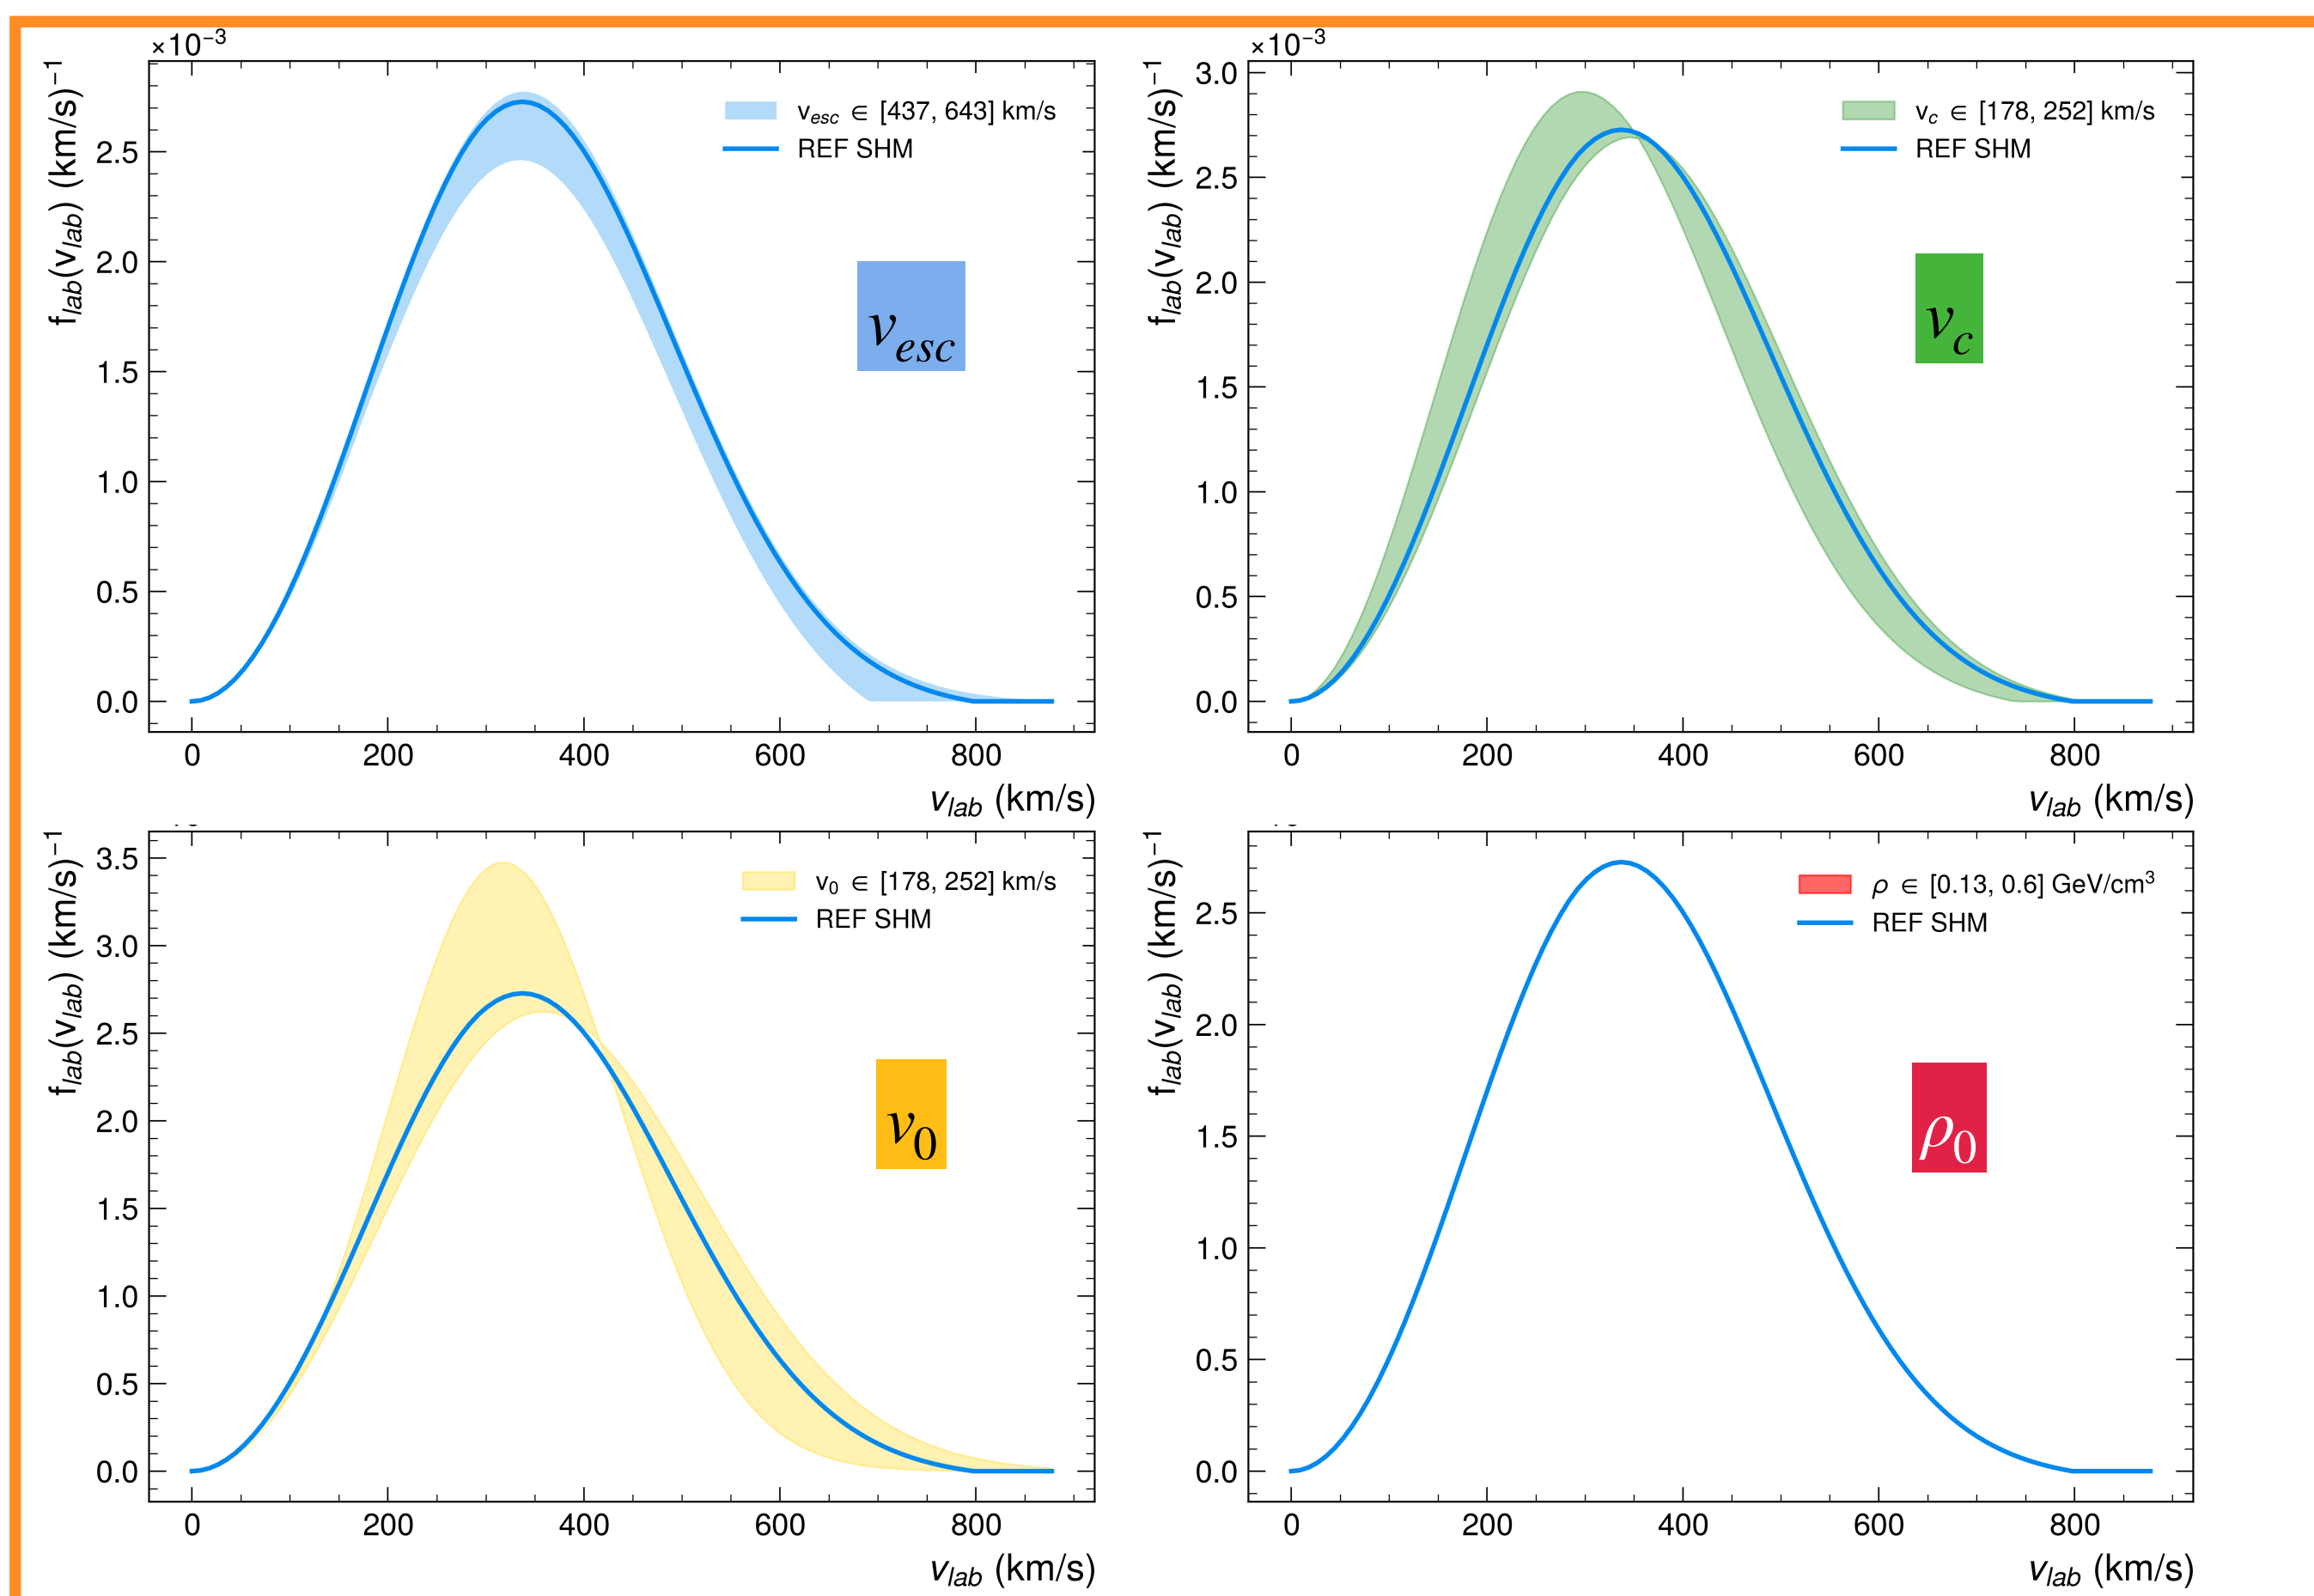 ×10⁻³
f_lab(v_lab) (km/s)⁻¹
2.5
2.0
1.5
1.0
0.5
0.0
v_esc ∈ [437, 643] km/s
REF SHM
v_esc
0 200 400 600 800
v_lab (km/s)
×10⁻³
f_lab(v_lab) (km/s)⁻¹
3.0
2.5
2.0
1.5
1.0
0.5
0.0
v_c ∈ [178, 252] km/s
REF SHM
v_c
0 200 400 600 800
v_lab (km/s)
f_lab(v_lab) (km/s)⁻¹
3.5
3.0
2.5
2.0
1.5
1.0
0.5
0.0
v₀ ∈ [178, 252] km/s
REF SHM
v₀
0 200 400 600 800
v_lab (km/s)
f_lab(v_lab) (km/s)⁻¹
2.5
2.0
1.5
1.0
0.5
0.0
ρ ∈ [0.13, 0.6] GeV/cm³
REF SHM
ρ₀
0 200 400 600 800
v_lab (km/s)